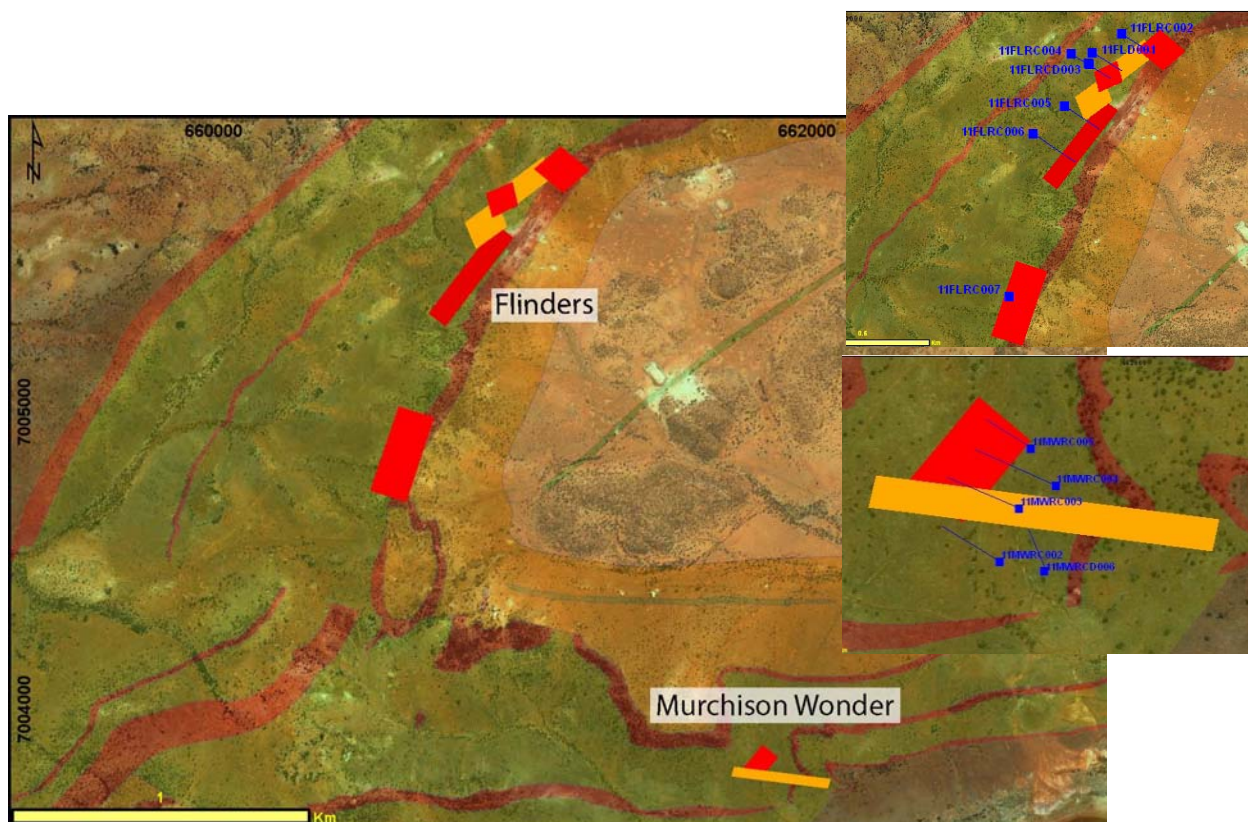 N
660000
662000
7005000
7004000
Flinders
Murchison Wonder
1
Km
11FLRC002
11FLRC004
11FLD001
11FLRCD003
11FLRC005
11FLRC006
11FLRC007
Km
11MWRC003
11MWRC002
11MWRCD006